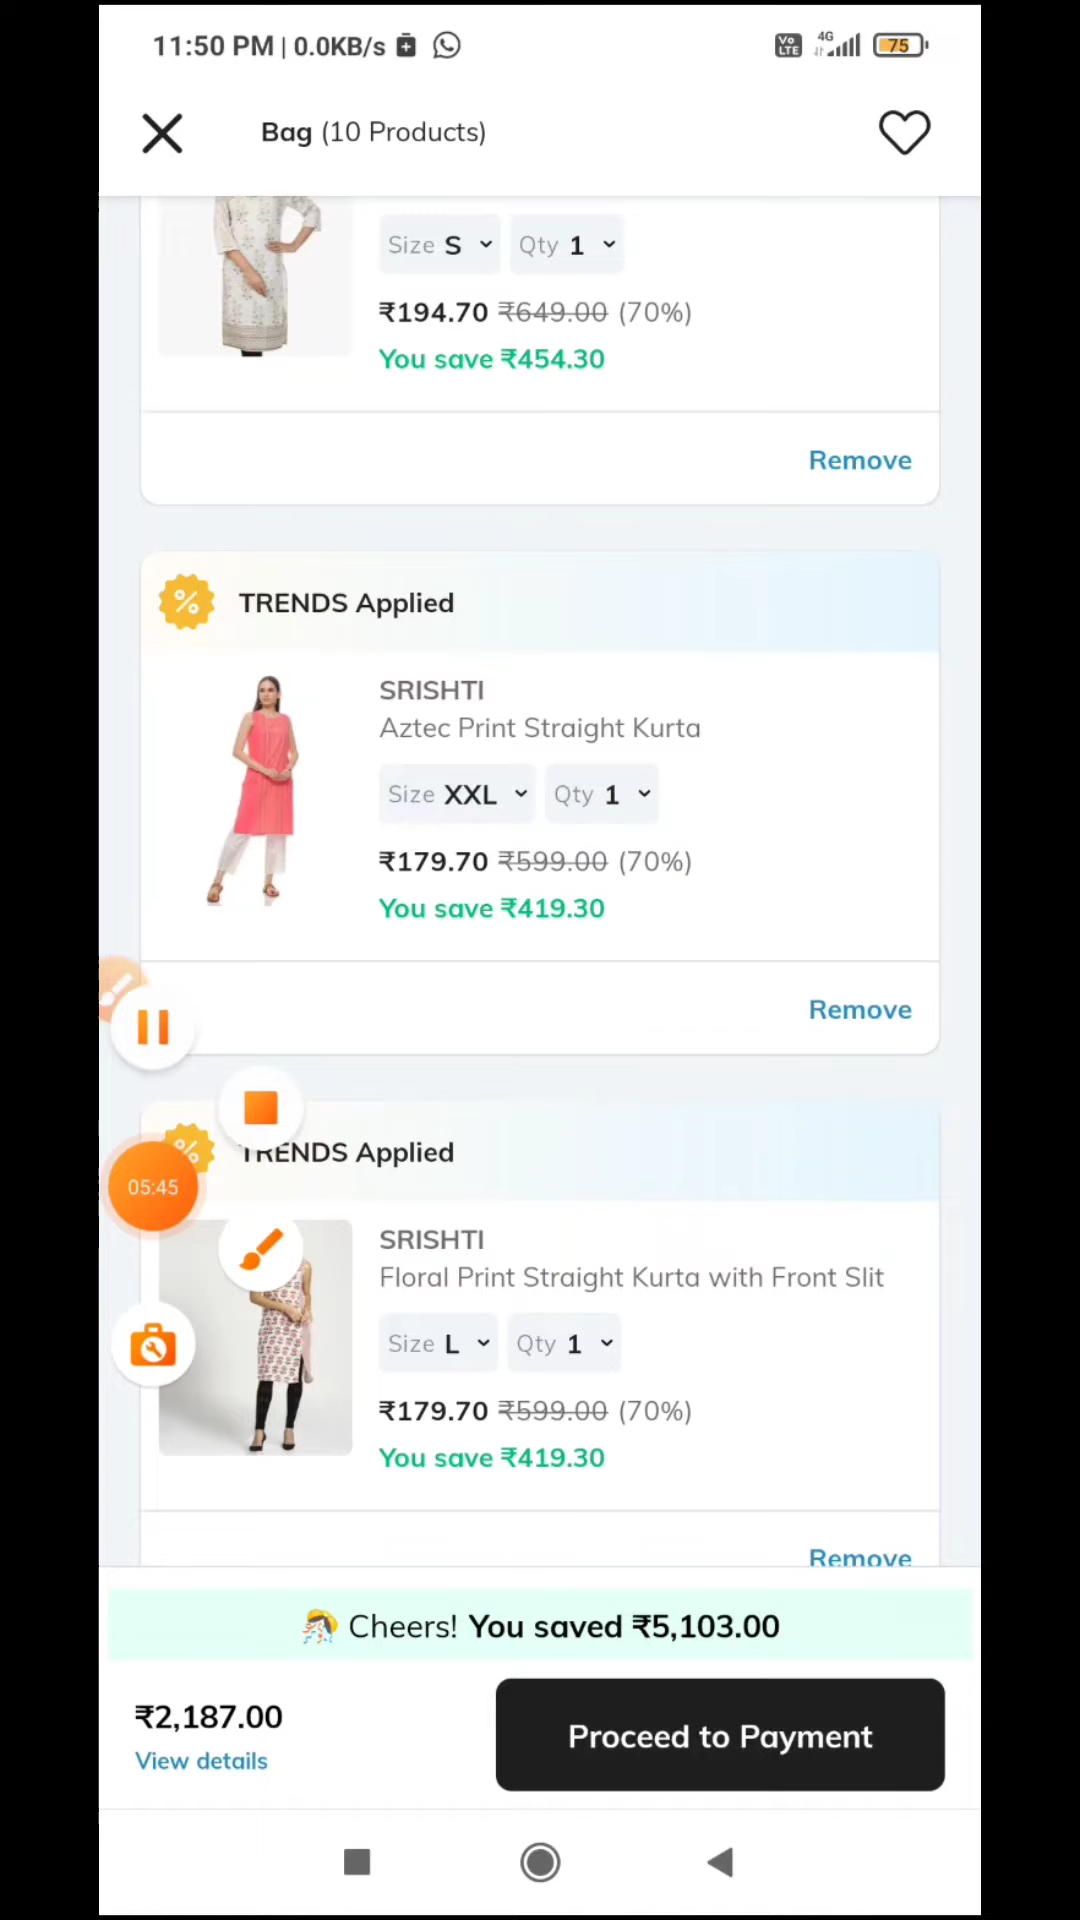 11:50 PM | 0.0KB/s
Vo LTE 4G 75
Bag (10 Products)
Size S Qty 1
₹194.70 ₹649.00 (70%)
You save ₹454.30
Remove
TRENDS Applied
SRISHTI
Aztec Print Straight Kurta
Size XXL Qty 1
₹179.70 ₹599.00 (70%)
You save ₹419.30
Remove
TRENDS Applied
05:45
SRISHTI
Floral Print Straight Kurta with Front Slit
Size L Qty 1
₹179.70 ₹599.00 (70%)
You save ₹419.30
Remove
Cheers! You saved ₹5,103.00
₹2,187.00
View details
Proceed to Payment